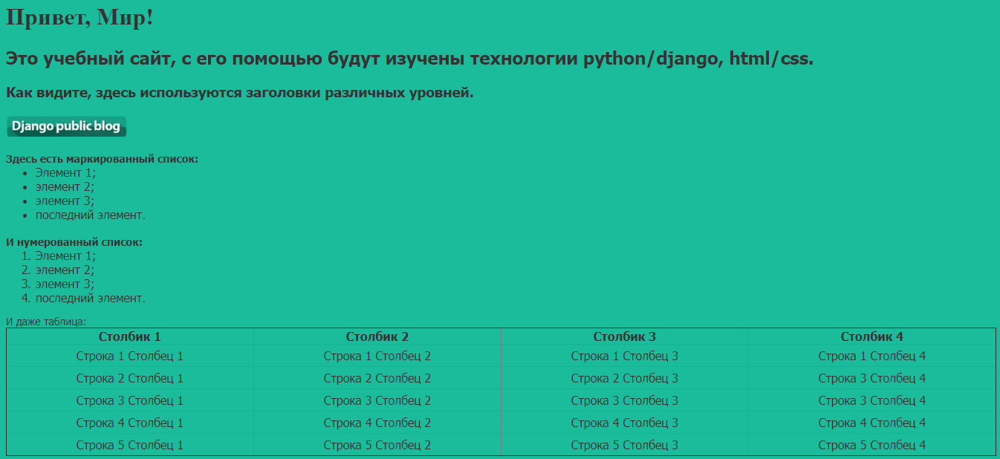 Привет, Мир!
Это учебный сайт, с его помощью будут изучены технологии python/django, html/css.
Как видите, здесь используются заголовки различных уровней.
Django public blog
Здесь есть маркированный список:
• Элемент 1;
• элемент 2;
• элемент 3;
• последний элемент.
И нумерованный список:
1. Элемент 1;
2. элемент 2;
3. элемент 3;
4. последний элемент.
И даже таблица:
Столбик 1 Столбик 2 Столбик 3 Столбик 4
Строка 1 Столбец 1 Строка 1 Столбец 2 Строка 1 Столбец 3 Строка 1 Столбец 4
Строка 2 Столбец 1 Строка 2 Столбец 2 Строка 2 Столбец 3 Строка 3 Столбец 4
Строка 3 Столбец 1 Строка 3 Столбец 2 Строка 3 Столбец 3 Строка 3 Столбец 4
Строка 4 Столбец 1 Строка 4 Столбец 2 Строка 4 Столбец 3 Строка 4 Столбец 4
Строка 5 Столбец 1 Строка 5 Столбец 2 Строка 5 Столбец 3 Строка 5 Столбец 4